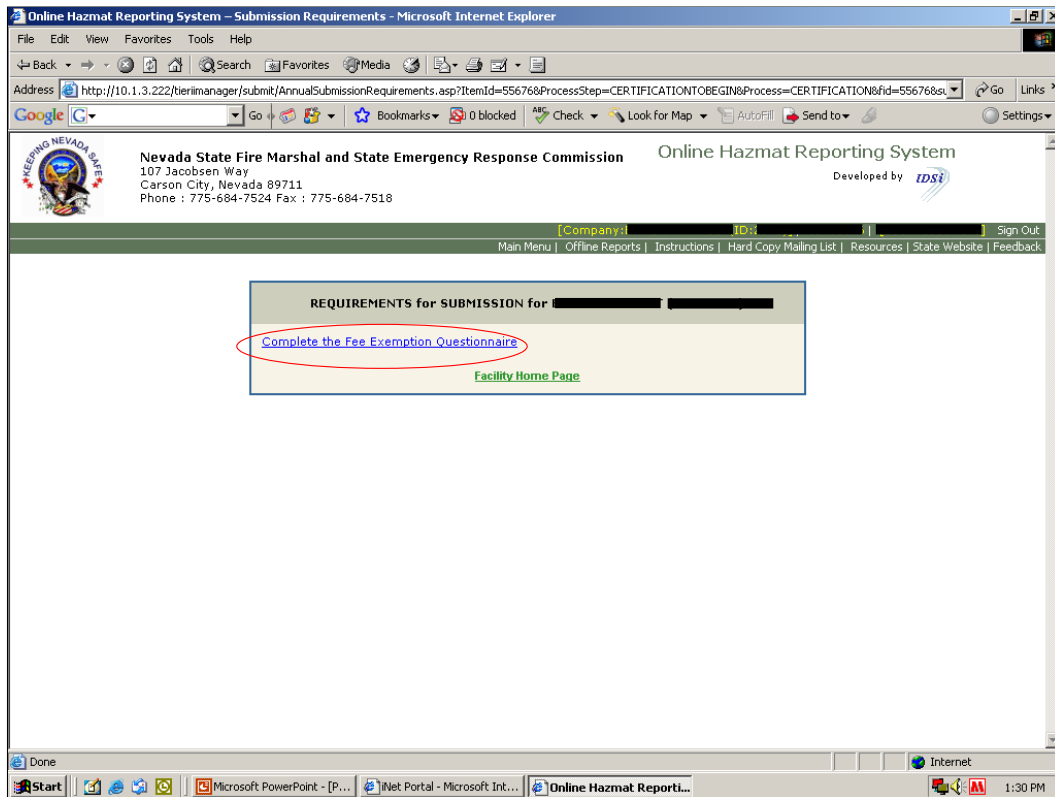 Online Hazmat Reporting System – Submission Requirements - Microsoft Internet Explorer
File Edit View Favorites Tools Help
Back Search Favorites Media
Address http://10.1.3.222/tieriimanager/submit/AnnualSubmissionRequirements.asp?ItemId=55676&ProcessStep=CERTIFICATIONTOBEGIN&Process=CERTIFICATION&fid=55676&su Go Links
Google G Go Bookmarks 0 blocked ABC Check Look for Map AutoFill Send to Settings
KEEPING NEVADA SAFE
Nevada State Fire Marshal and State Emergency Response Commission
107 Jacobsen Way
Carson City, Nevada 89711
Phone : 775-684-7524 Fax : 775-684-7518
Online Hazmat Reporting System
Developed by IDSi
[Company: ID: | ] Sign Out
Main Menu | Offline Reports | Instructions | Hard Copy Mailing List | Resources | State Website | Feedback
REQUIREMENTS for SUBMISSION for
Complete the Fee Exemption Questionnaire
Facility Home Page
Done Internet
Start Microsoft PowerPoint - [P... iNet Portal - Microsoft Int... Online Hazmat Reporti... 1:30 PM